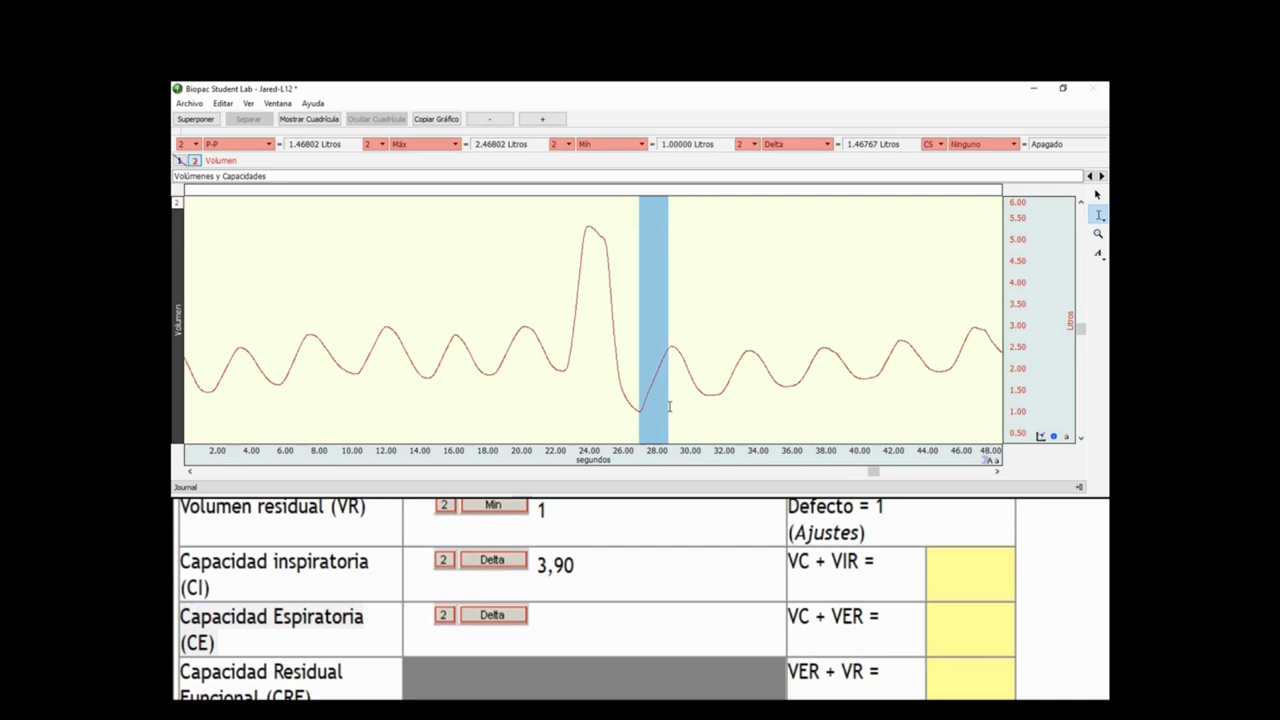 Biopac Student Lab - Jared-L12 *
Archivo Editar Ver Ventana Ayuda
Superponer Separar Mostrar Cuadrícula Ocultar Cuadrícula Copiar Gráfico - +
2 P-P = 1.46802 Litros 2 Máx = 2.46802 Litros 2 Min = 1.00000 Litros 2 Delta = 1.46767 Litros CS Ninguno = Apagado
1 2 Volumen
Volúmenes y Capacidades
2
Volumen
6.00
5.50
5.00
4.50
4.00
3.50
3.00
2.50
2.00
1.50
1.00
0.50
Litros
2.00 4.00 6.00 8.00 10.00 12.00 14.00 16.00 18.00 20.00 22.00 24.00 26.00 28.00 30.00 32.00 34.00 36.00 38.00 40.00 42.00 44.00 46.00 48.00
segundos
Journal
Volumen residual (VR) 2 Min 1 Defecto = 1
(Ajustes)
Capacidad inspiratoria 2 Delta 3,90 VC + VIR =
(CI)
Capacidad Espiratoria 2 Delta VC + VER =
(CE)
Capacidad Residual VER + VR =
Funcional (CRF)